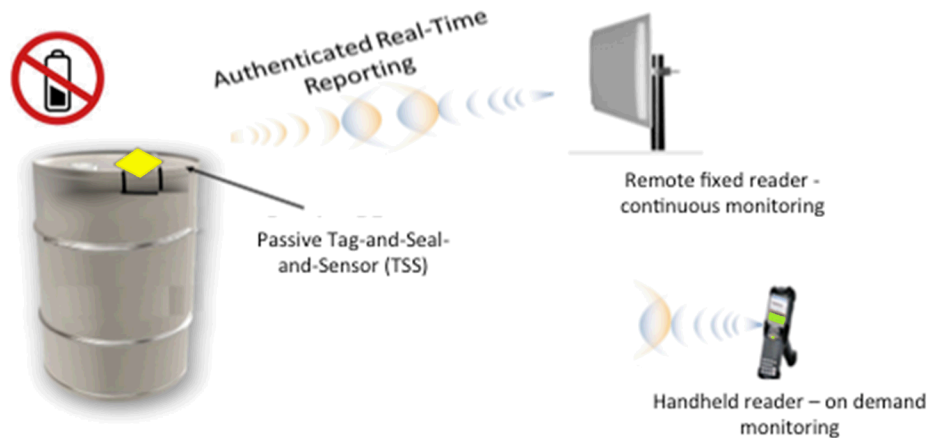 Authenticated Real-Time
Reporting
Remote fixed reader -
continuous monitoring
Passive Tag-and-Seal-
and-Sensor (TSS)
Handheld reader – on demand
monitoring